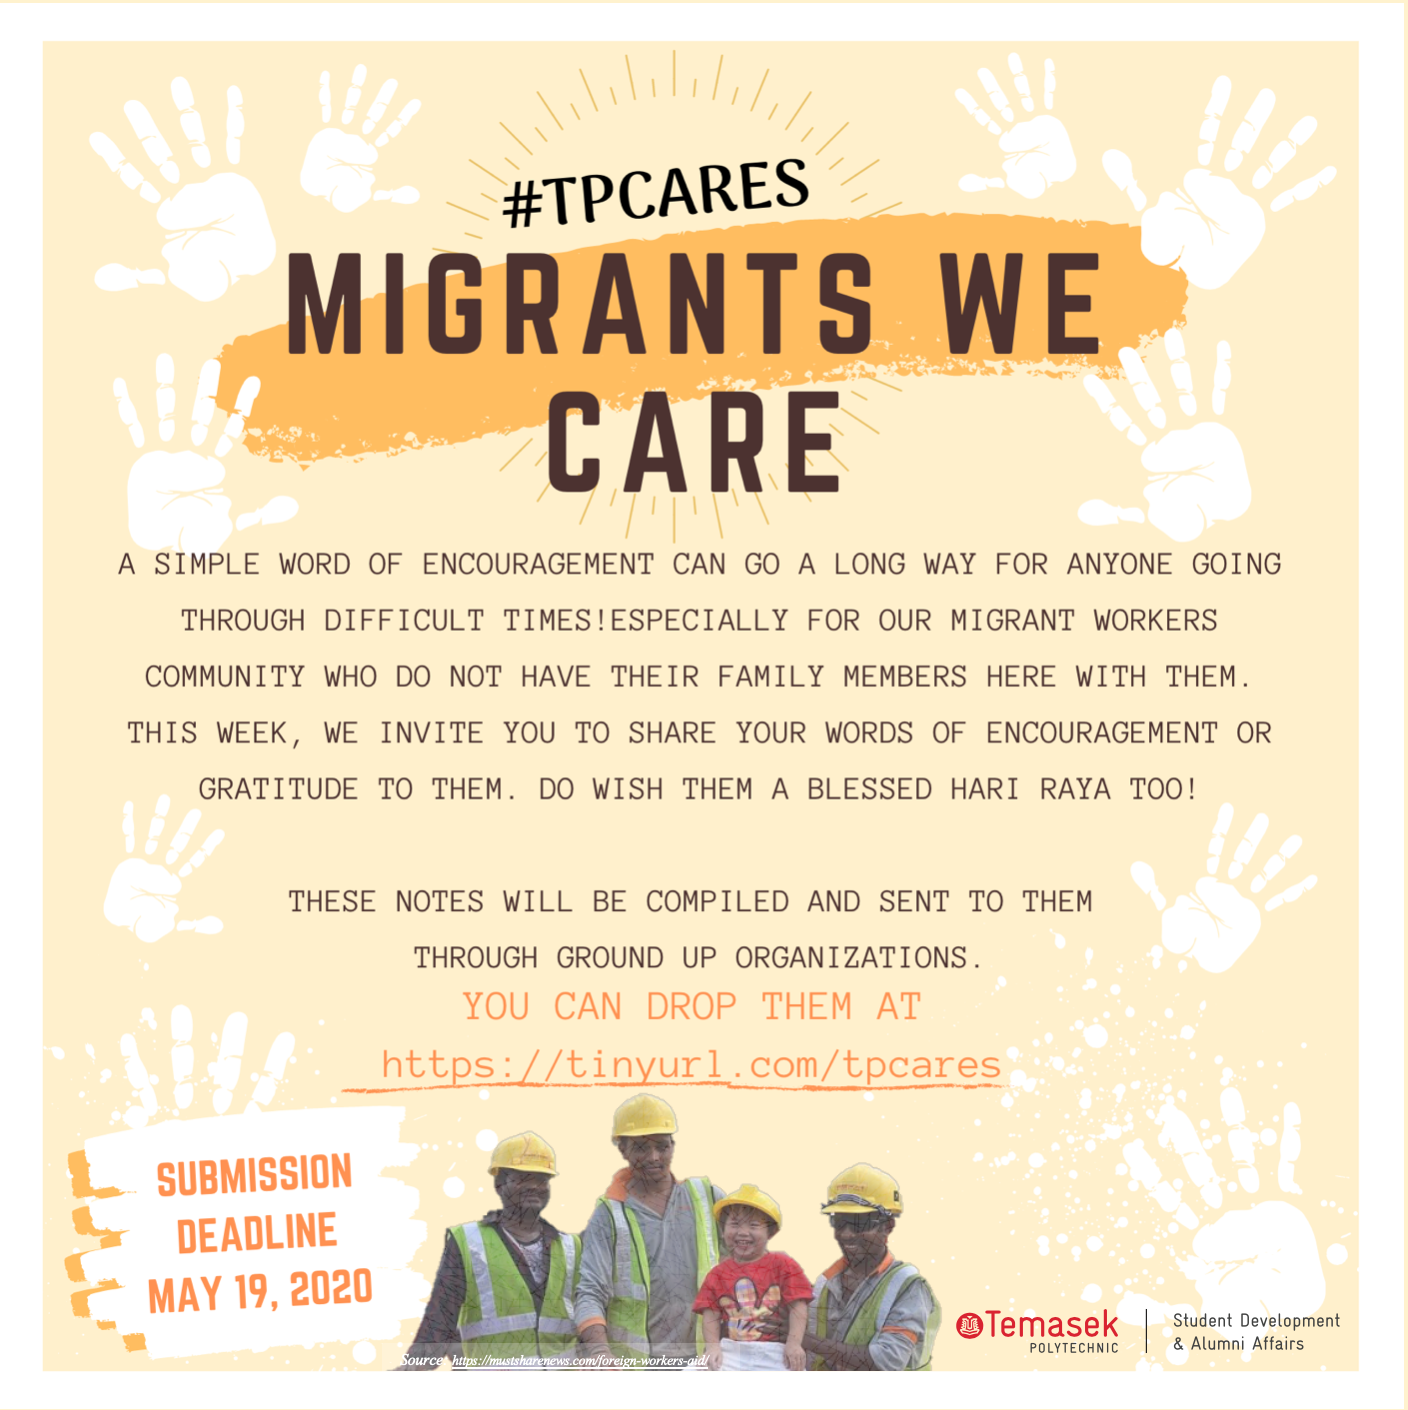 #TPCARES
MIGRANTS WE
CARE
A SIMPLE WORD OF ENCOURAGEMENT CAN GO A LONG WAY FOR ANYONE GOING
THROUGH DIFFICULT TIMES!ESPECIALLY FOR OUR MIGRANT WORKERS
COMMUNITY WHO DO NOT HAVE THEIR FAMILY MEMBERS HERE WITH THEM.
THIS WEEK, WE INVITE YOU TO SHARE YOUR WORDS OF ENCOURAGEMENT OR
GRATITUDE TO THEM. DO WISH THEM A BLESSED HARI RAYA TOO!
THESE NOTES WILL BE COMPILED AND SENT TO THEM
THROUGH GROUND UP ORGANIZATIONS.
YOU CAN DROP THEM AT
https://tinyurl.com/tpcares
SUBMISSION
DEADLINE
MAY 19, 2020
Source: https://mustsharenews.com/foreign-workers-aid/
Temasek
POLYTECHNIC
Student Development
& Alumni Affairs